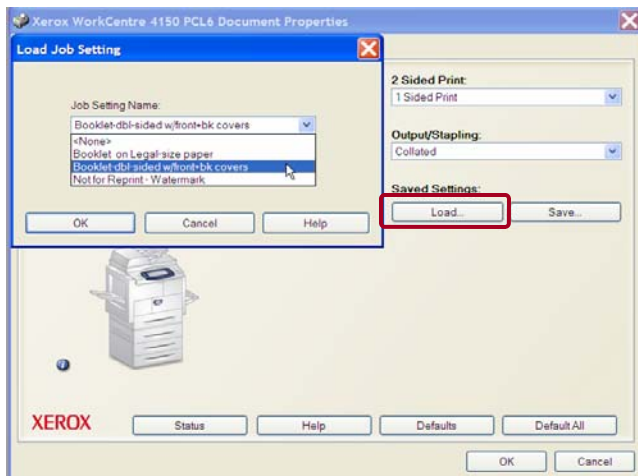 Xerox WorkCentre 4150 PCL6 Document Properties
Load Job Setting
Job Setting Name:
Booklet-dbl-sided w/front+bk covers
<None>
Booklet on Legal-size paper
Booklet-dbl-sided w/front+bk covers
Not for Reprint - Watermark
OK Cancel Help
2 Sided Print:
1 Sided Print
Output/Stapling:
Collated
Saved Settings:
Load... Save...
XEROX Status Help Defaults Default All
OK Cancel